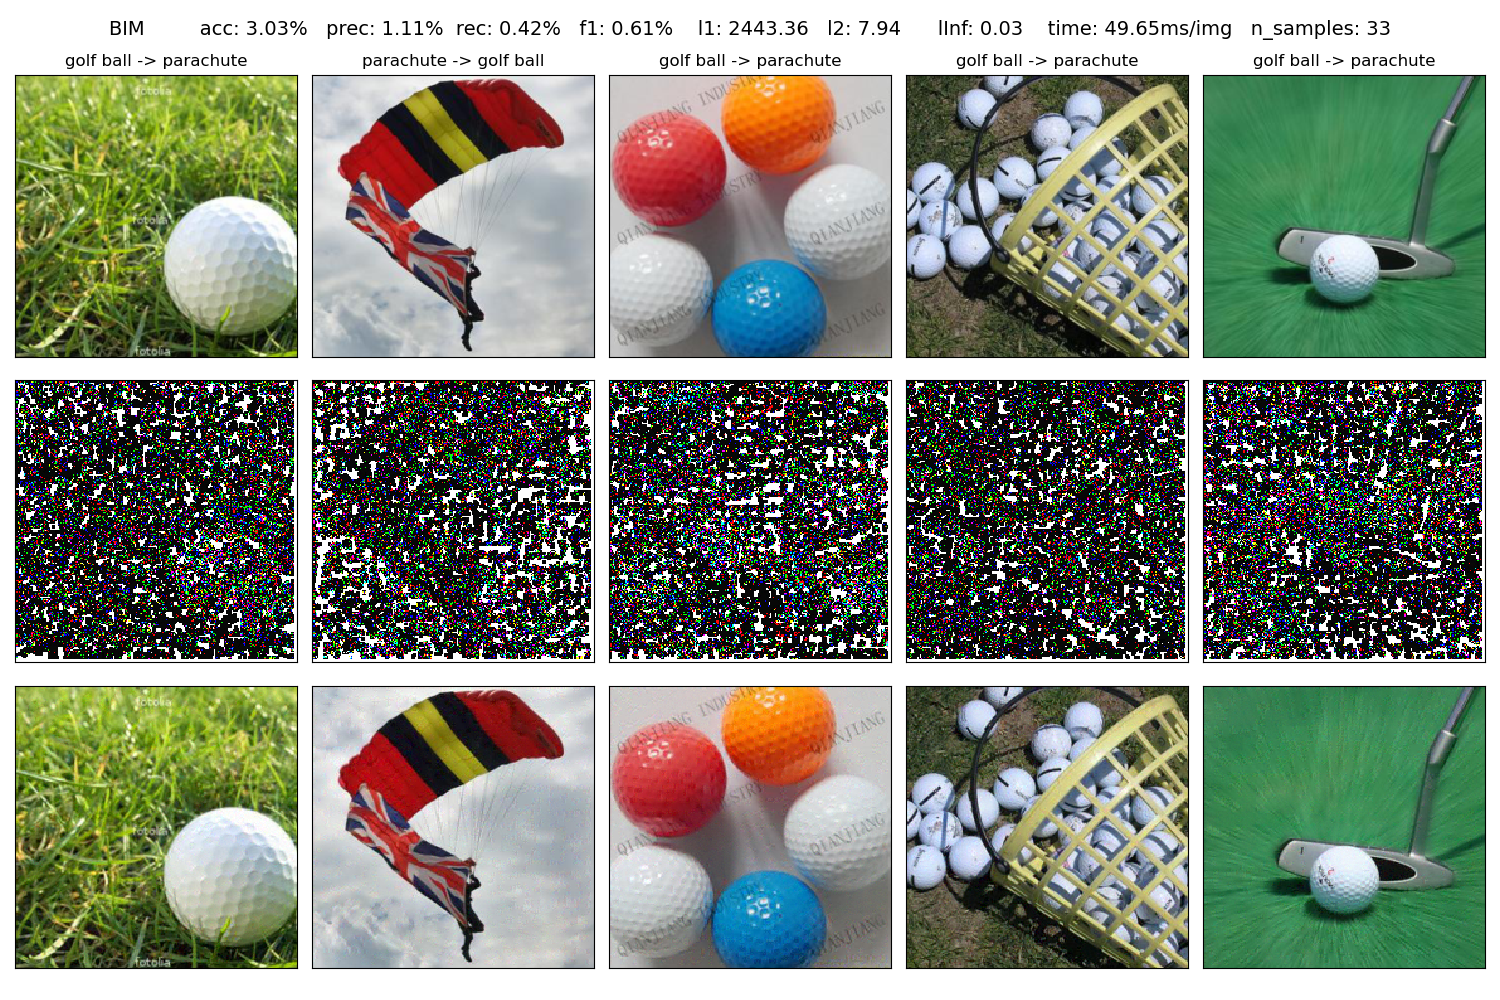 BIM acc: 3.03% prec: 1.11% rec: 0.42% f1: 0.61% l1: 2443.36 l2: 7.94 lInf: 0.03 time: 49.65ms/img n_samples: 33
golf ball -> parachute
parachute -> golf ball
golf ball -> parachute
golf ball -> parachute
golf ball -> parachute
fotolia
fotolia
fotolia
QIANJIANG INDUSTRY
QIANJIANG
QIANJIANG
QIANJIANG
QIANJIANG
fotolia
fotolia
fotolia
QIANJIANG INDUSTRY
QIANJIANG
QIANJIANG
QIANJIANG
QIANJIANG